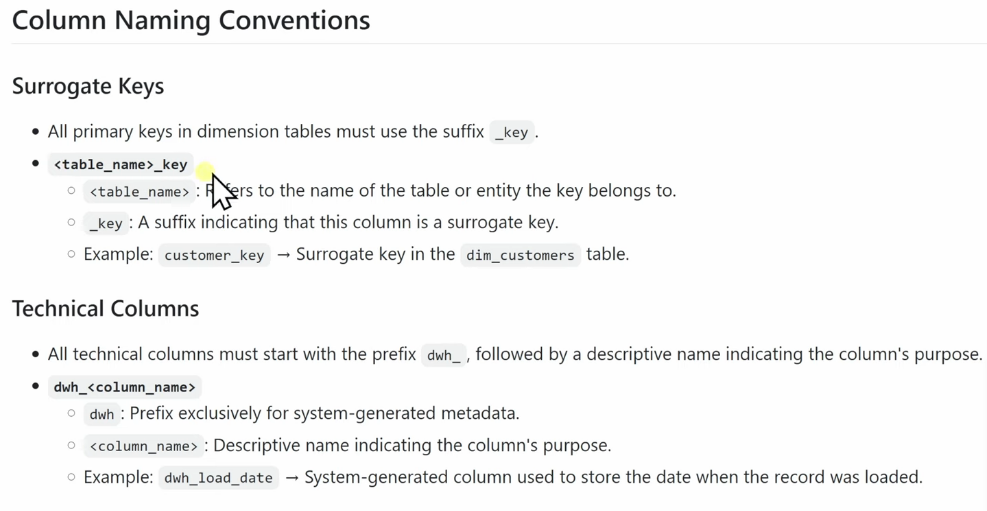 Column Naming Conventions
Surrogate Keys
All primary keys in dimension tables must use the suffix _key.
<table_name>_key
<table_name>: Refers to the name of the table or entity the key belongs to.
_key: A suffix indicating that this column is a surrogate key.
Example: customer_key → Surrogate key in the dim_customers table.
Technical Columns
All technical columns must start with the prefix dwh_, followed by a descriptive name indicating the column's purpose.
dwh_<column_name>
dwh: Prefix exclusively for system-generated metadata.
<column_name>: Descriptive name indicating the column's purpose.
Example: dwh_load_date → System-generated column used to store the date when the record was loaded.